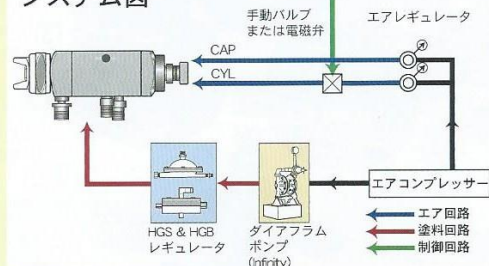 システム図
手動バルブ
または電磁弁
エアレギュレータ
CAP
CYL
エアコンプレッサー
HGS & HGB
レギュレータ
ダイアフラム
ポンプ
(Infinity)
エア回路
塗料回路
制御回路